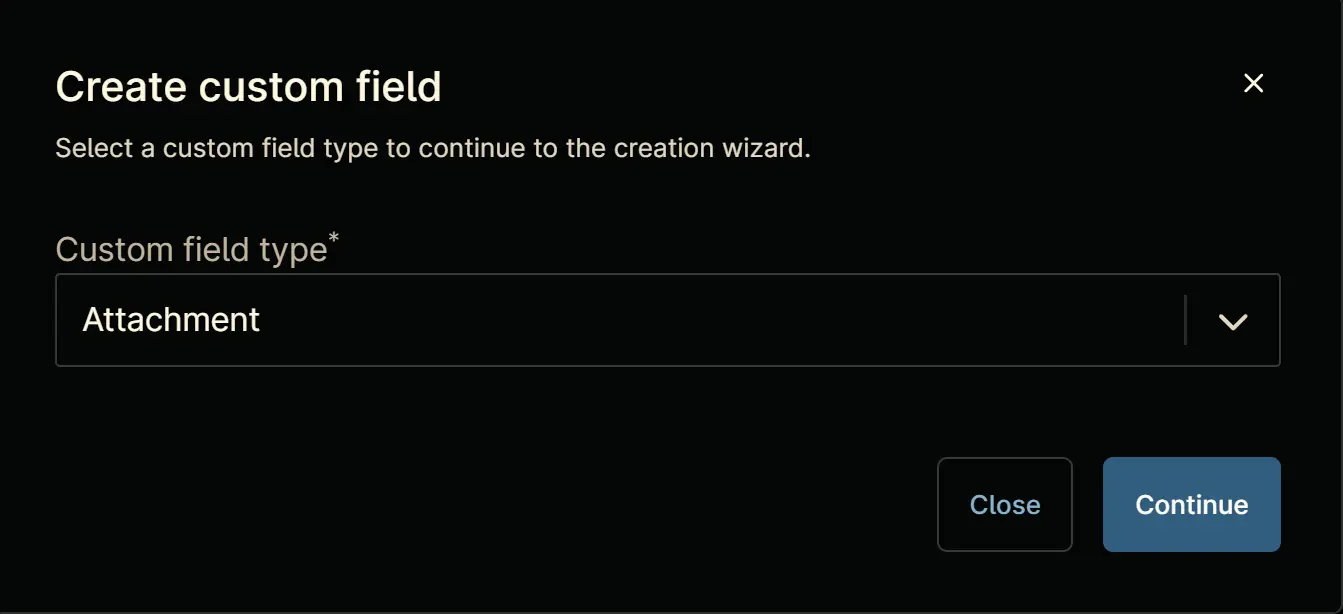 Create custom field
Select a custom field type to continue to the creation wizard.
Custom field type*
Attachment
Close
Continue